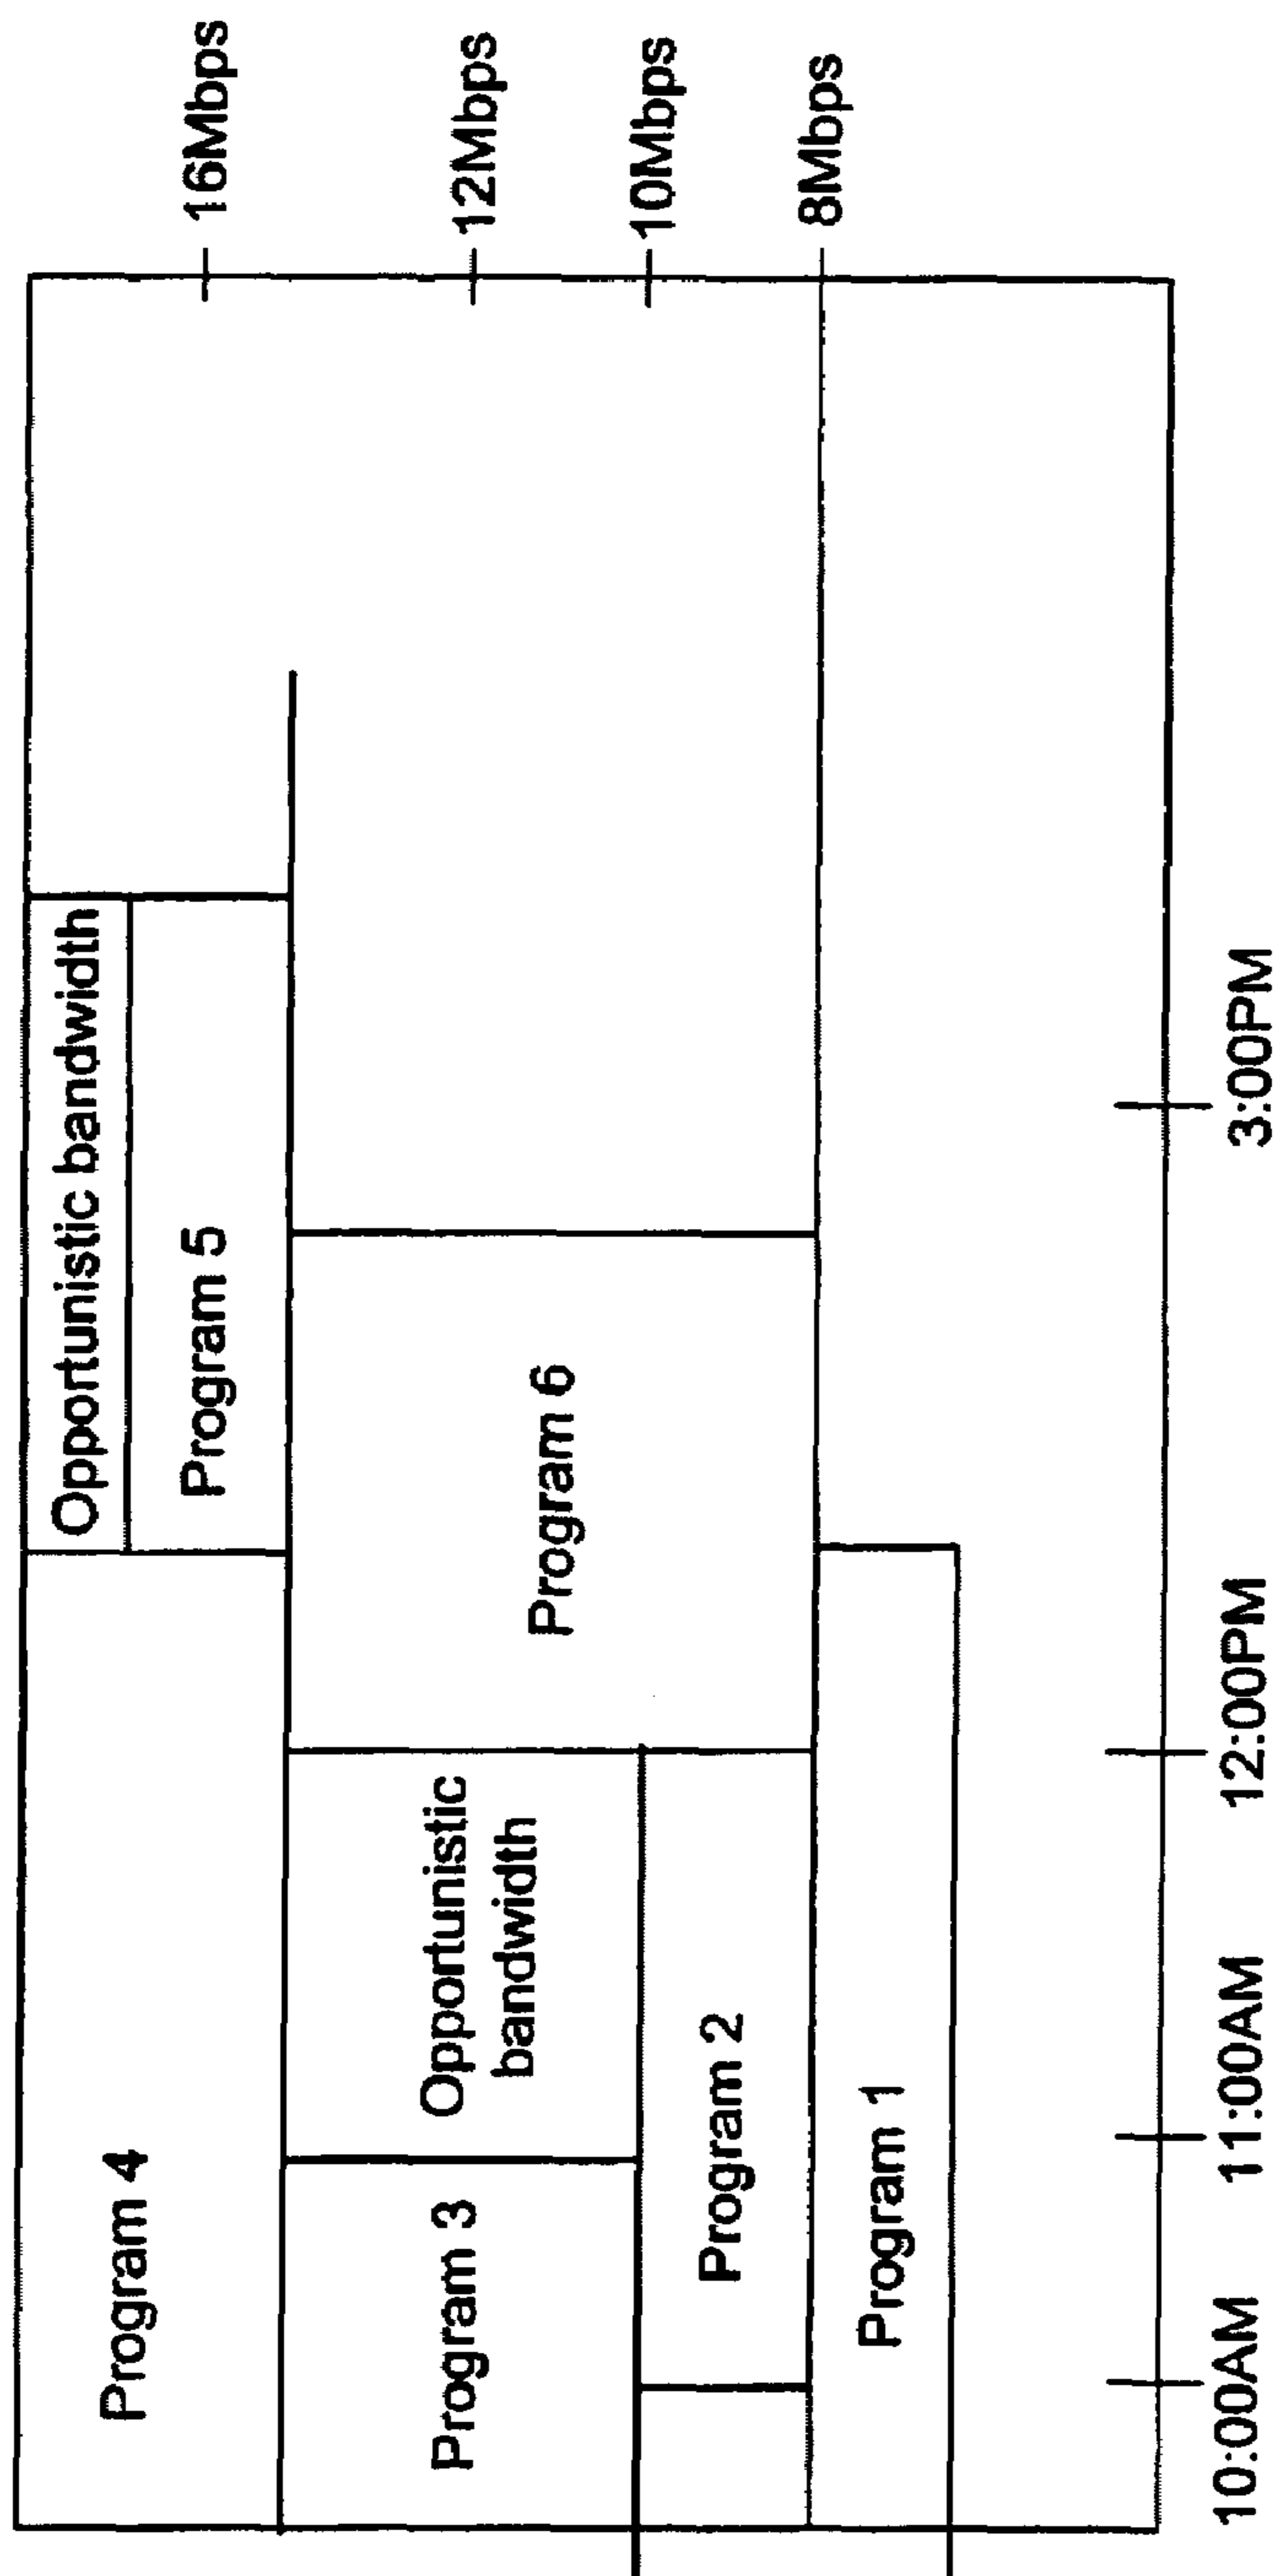 16Mbps
12Mbps
10Mbps
8Mbps
Program 4
Opportunistic bandwidth
Program 5
Program 3
Opportunistic
bandwidth
Program 6
Program 2
Program 1
10:00AM
11:00AM
12:00PM
3:00PM